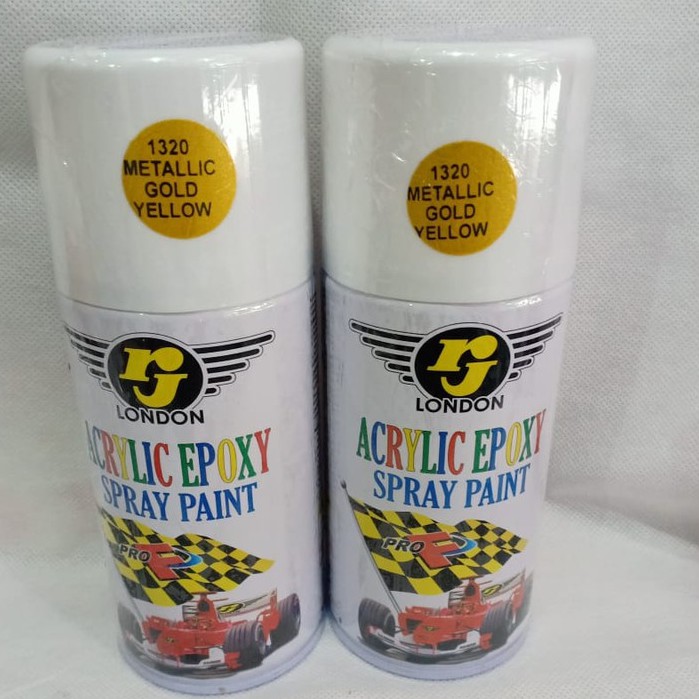 1320
METALLIC
GOLD
YELLOW
rj
LONDON
ACRYLIC EPOXY
SPRAY PAINT
PRO
1320
METALLIC
GOLD
YELLOW
rj
LONDON
ACRYLIC EPOXY
SPRAY PAINT
PRO